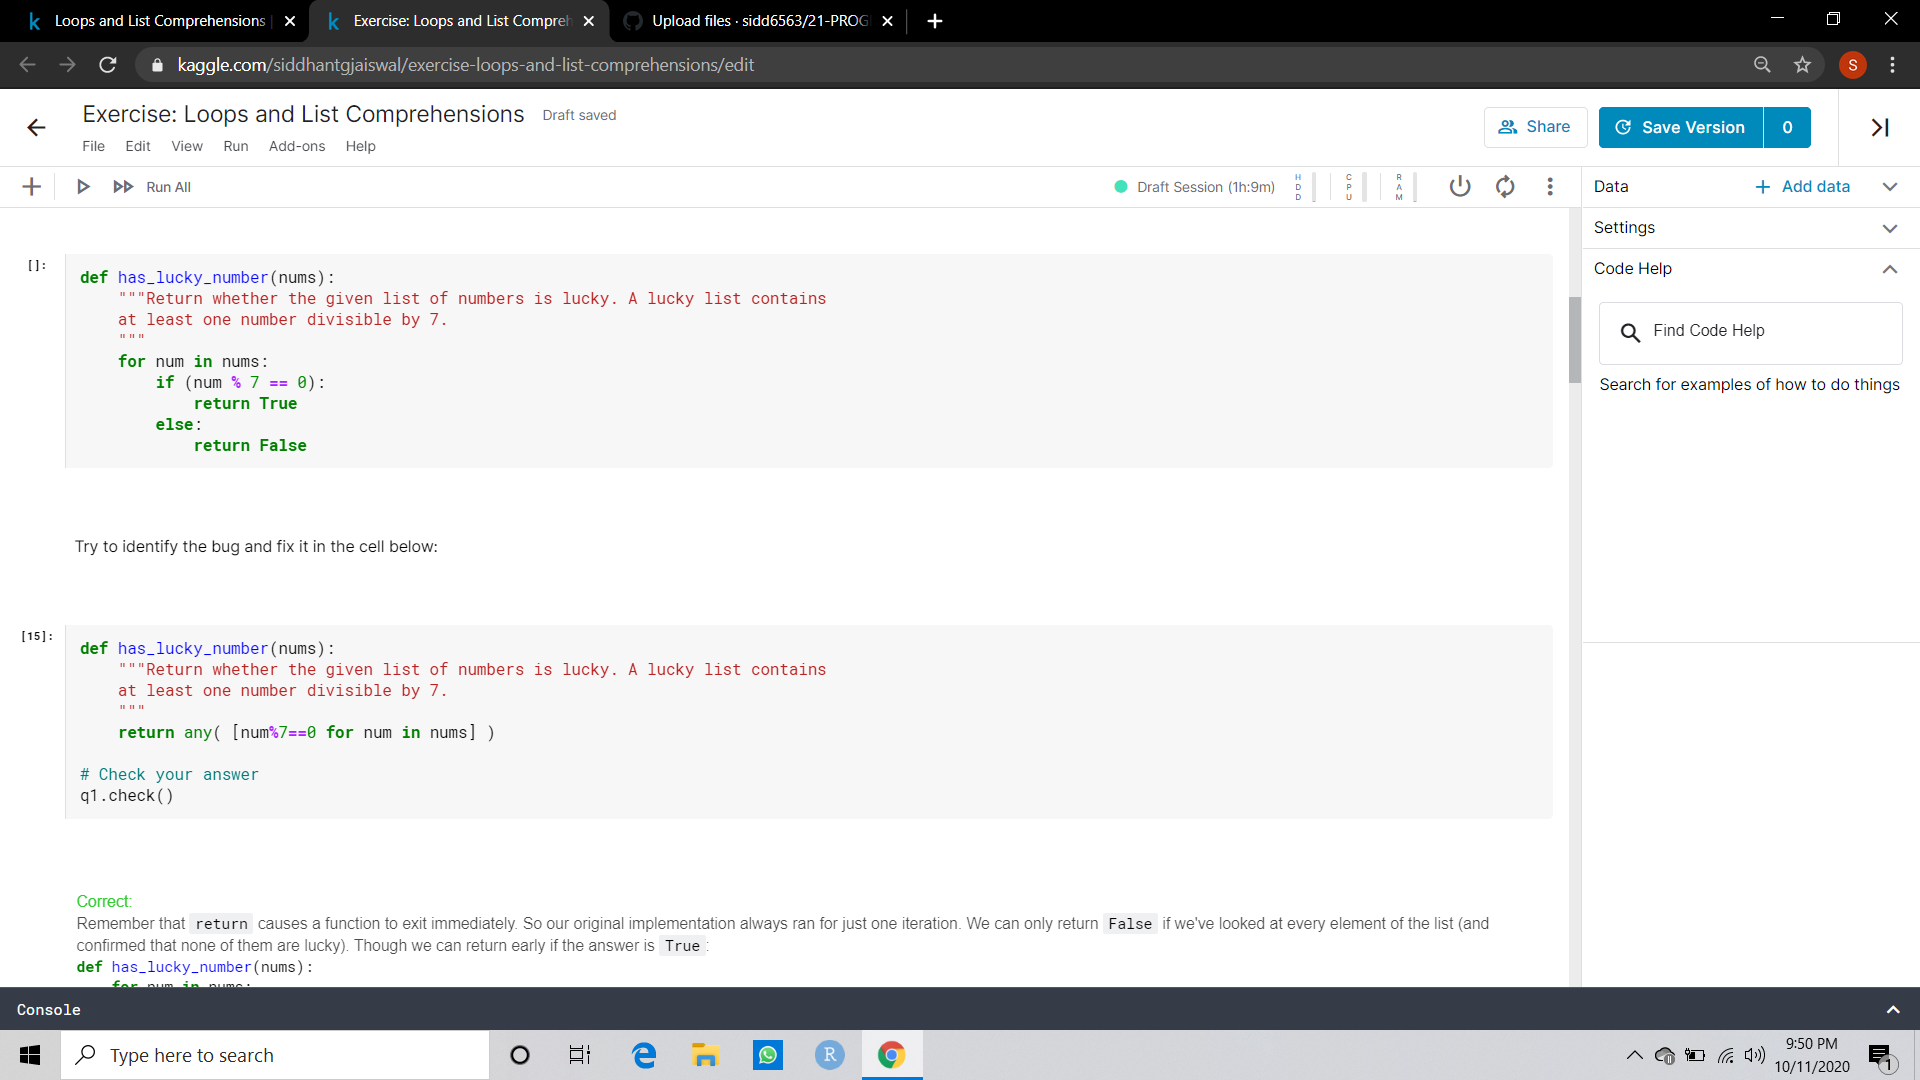 Loops and List Comprehensions
Exercise: Loops and List Compreh
Upload files · sidd6563/21-PROG
kaggle.com/siddhantgjaiswal/exercise-loops-and-list-comprehensions/edit
S
Exercise: Loops and List Comprehensions
Draft saved
File Edit View Run Add-ons Help
Share
Save Version 0
Run All
Draft Session (1h:9m)
HDD
CPU
RAM
Data
Add data
Settings
Code Help
Find Code Help
Search for examples of how to do things
[]:
def has_lucky_number(nums):
    """Return whether the given list of numbers is lucky. A lucky list contains
    at least one number divisible by 7.
    """
    for num in nums:
        if (num % 7 == 0):
            return True
        else:
            return False
Try to identify the bug and fix it in the cell below:
[15]:
def has_lucky_number(nums):
    """Return whether the given list of numbers is lucky. A lucky list contains
    at least one number divisible by 7.
    """
    return any( [num%7==0 for num in nums] )
# Check your answer
q1.check()
Correct:
Remember that return causes a function to exit immediately. So our original implementation always ran for just one iteration. We can only return False if we've looked at every element of the list (and
confirmed that none of them are lucky). Though we can return early if the answer is True:
def has_lucky_number(nums):
    for num in nums:
Console
Type here to search
R
9:50 PM
10/11/2020
1